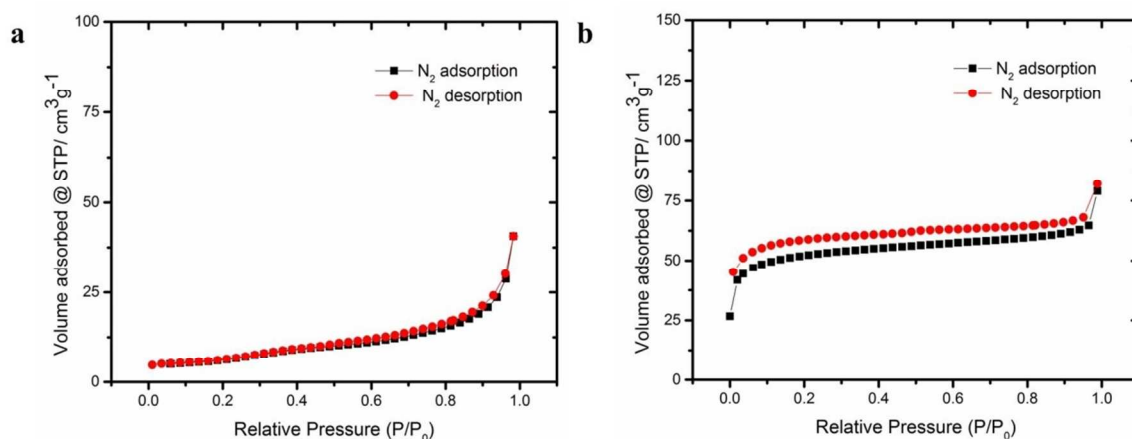 a
Volume adsorbed @ STP/ cm³g-1
100
75
50
25
0
0.0 0.2 0.4 0.6 0.8 1.0
Relative Pressure (P/P₀)
N₂ adsorption
N₂ desorption
b
Volume adsorbed @ STP/ cm³g-1
150
125
100
75
50
25
0
0.0 0.2 0.4 0.6 0.8 1.0
Relative Pressure (P/P₀)
N₂ adsorption
N₂ desorption